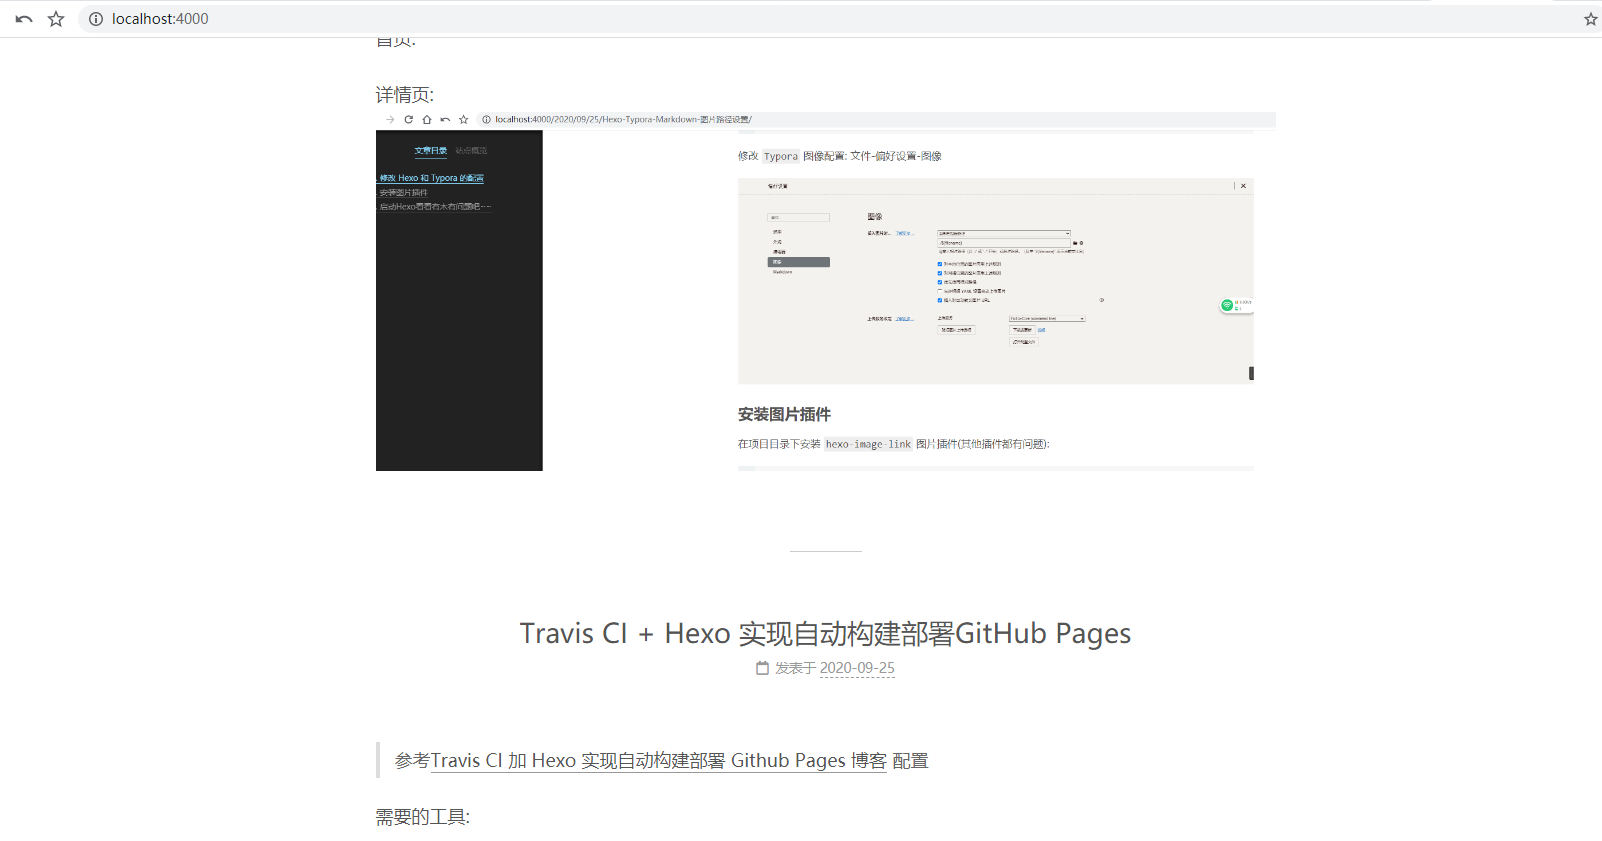 localhost:4000
首页:
详情页:
localhost:4000/2020/09/25/Hexo-Typora-Markdown-图片路径设置/
文章目录 站点概览
修改 Hexo 和 Typora 的配置
安装图片插件
启动Hexo看看有木有问题吧~~
修改 Typora 图像配置: 文件-偏好设置-图像
偏好设置
图像
图像
Markdown
安装图片插件
在项目目录下安装 hexo-image-link 图片插件(其他插件都有问题):
Travis CI + Hexo 实现自动构建部署GitHub Pages
发表于 2020-09-25
参考Travis CI 加 Hexo 实现自动构建部署 Github Pages 博客 配置
需要的工具: